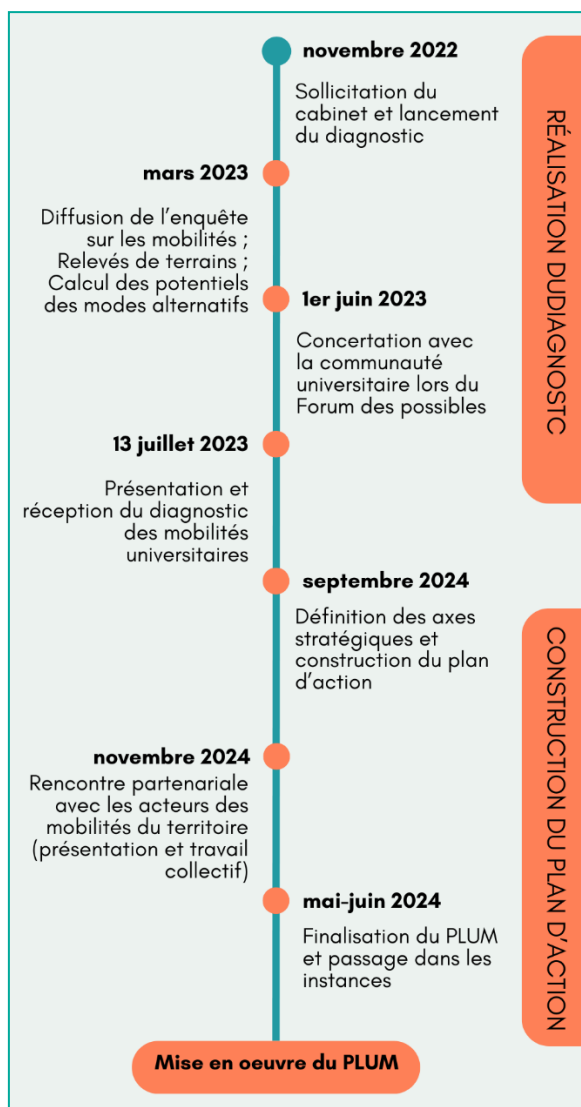 novembre 2022
Sollicitation du
cabinet et lancement
du diagnostic
mars 2023
Diffusion de l'enquête
sur les mobilités ;
Relevés de terrains ;
Calcul des potentiels
des modes alternatifs
1er juin 2023
Concertation avec
la communauté
universitaire lors du
Forum des possibles
13 juillet 2023
Présentation et
réception du diagnostic
des mobilités
universitaires
RÉALISATION DUDIAGNOSTC
septembre 2024
Définition des axes
stratégiques et
construction du plan
d'action
novembre 2024
Rencontre partenariale
avec les acteurs des
mobilités du territoire
(présentation et travail
collectif)
mai-juin 2024
Finalisation du PLUM
et passage dans les
instances
CONSTRUCTION DU PLAN D'ACTION
Mise en oeuvre du PLUM